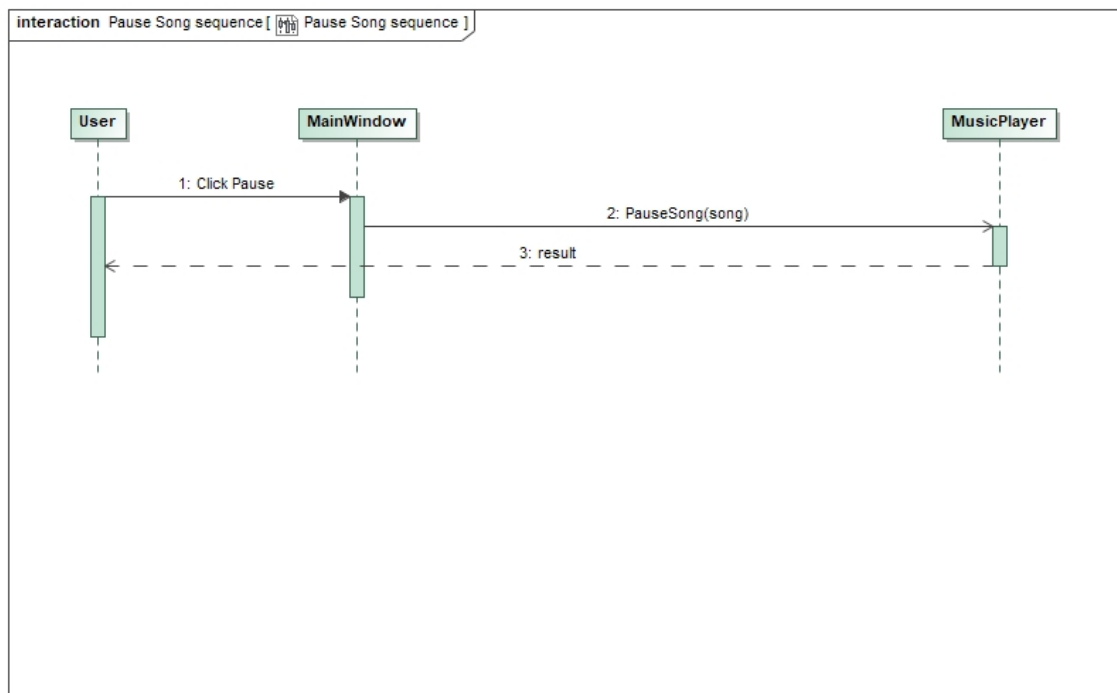 interaction Pause Song sequence [ Pause Song sequence ]
User
MainWindow
MusicPlayer
1: Click Pause
2: PauseSong(song)
3: result